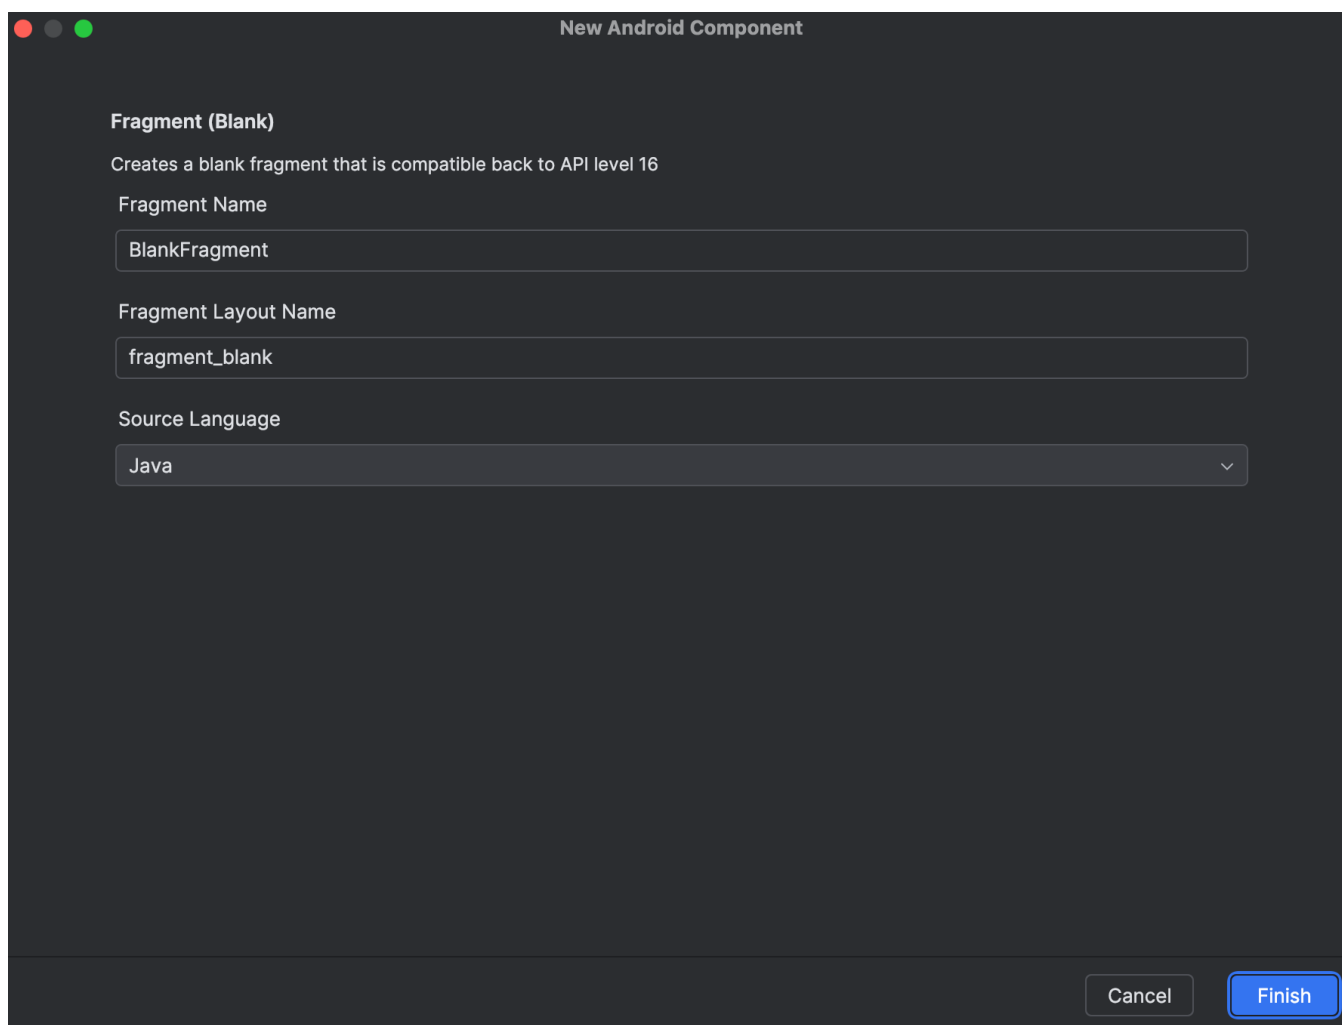 New Android Component
Fragment (Blank)
Creates a blank fragment that is compatible back to API level 16
Fragment Name
BlankFragment
Fragment Layout Name
fragment_blank
Source Language
Java
Cancel
Finish